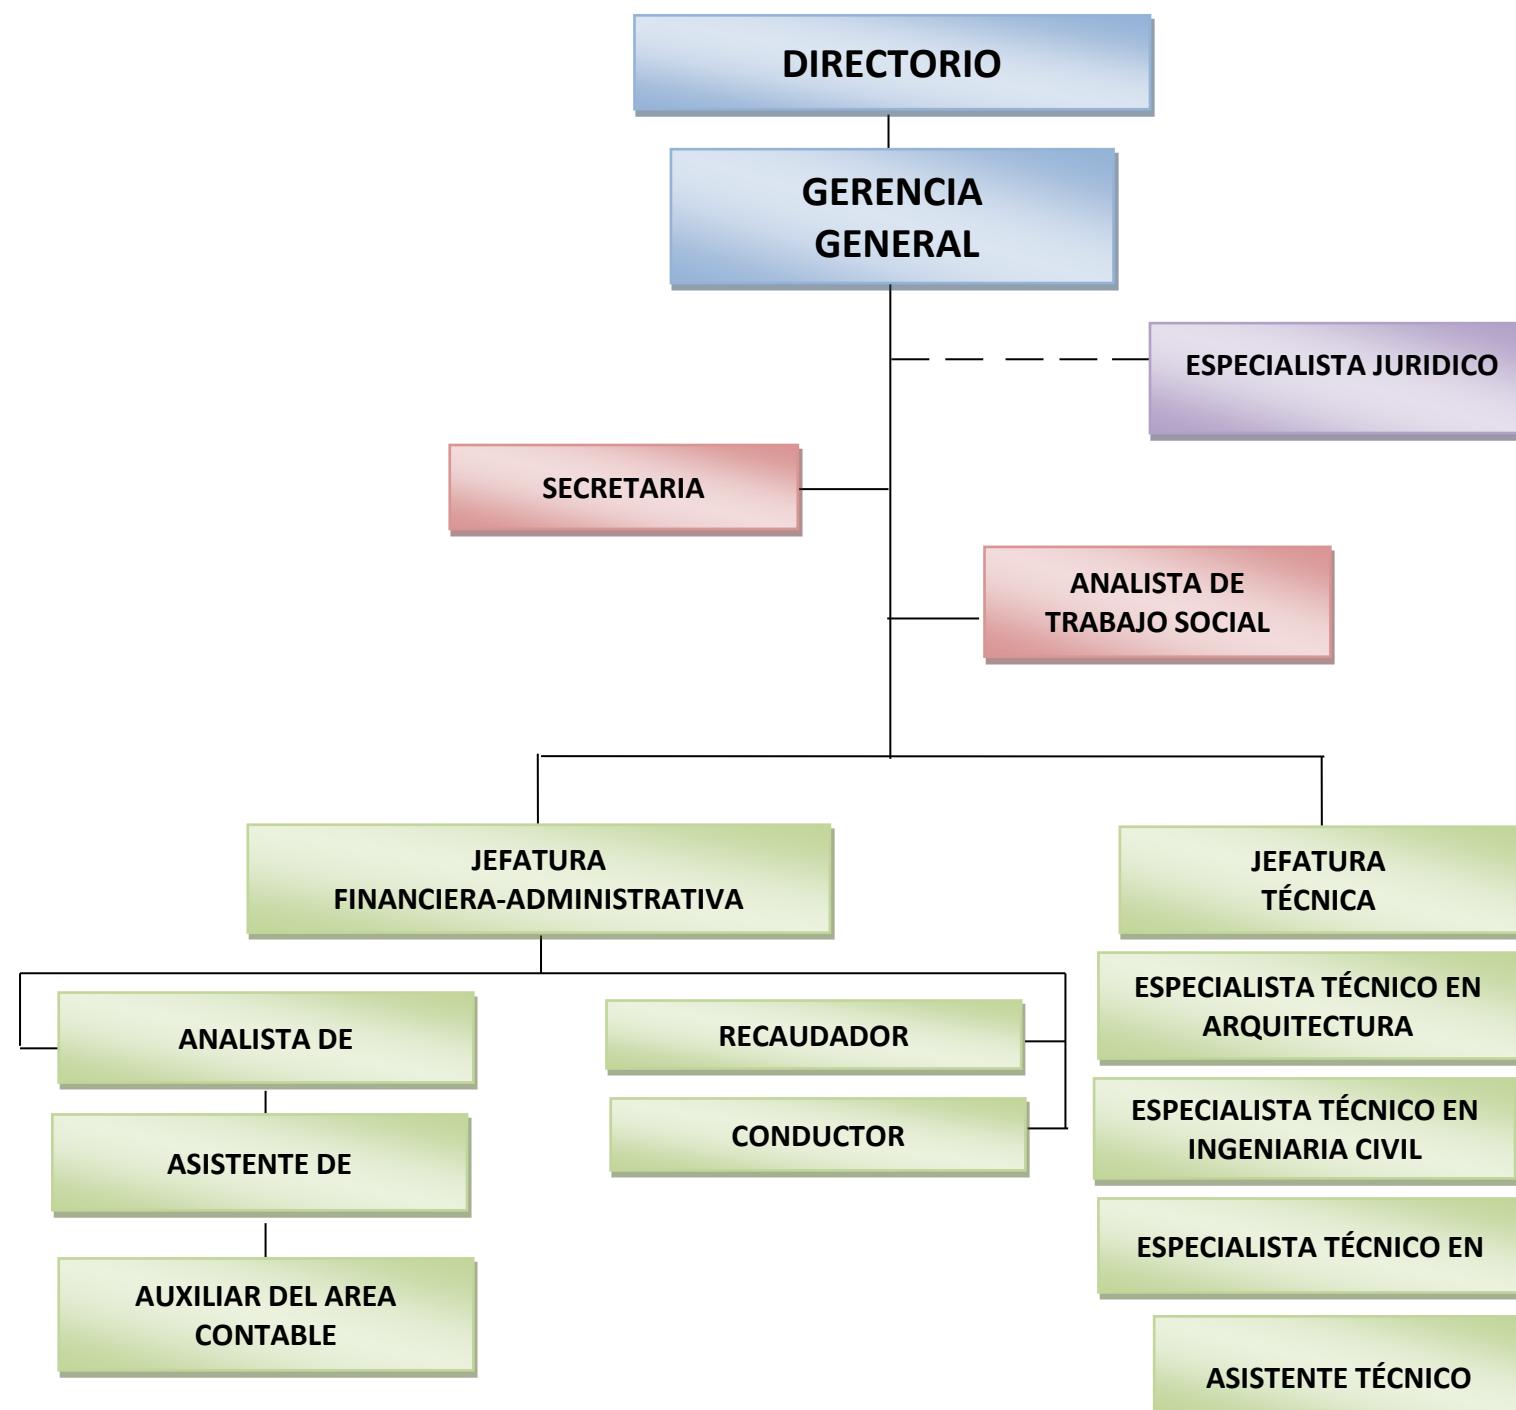 DIRECTORIO
GERENCIA
GENERAL
ESPECIALISTA JURIDICO
SECRETARIA
ANALISTA DE
TRABAJO SOCIAL
JEFATURA
FINANCIERA-ADMINISTRATIVA
JEFATURA
TÉCNICA
ANALISTA DE
ASISTENTE DE
AUXILIAR DEL AREA
CONTABLE
RECAUDADOR
CONDUCTOR
ESPECIALISTA TÉCNICO EN
ARQUITECTURA
ESPECIALISTA TÉCNICO EN
INGENIARIA CIVIL
ESPECIALISTA TÉCNICO EN
ASISTENTE TÉCNICO